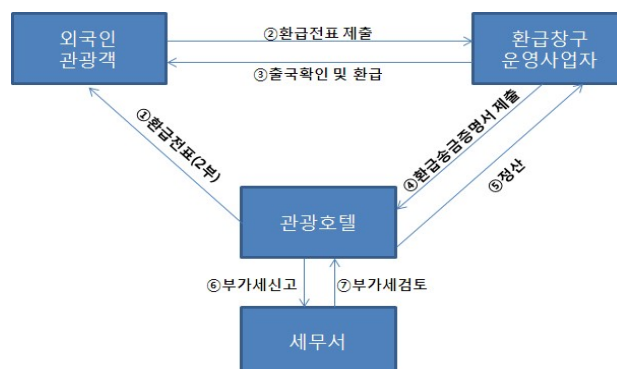 외국인
관광객
②환급전표 제출
환급창구
운영사업자
③출국확인 및 환급
①환급전표(2부)
④환급송금증명서 제출
⑤정산
관광호텔
⑥부가세신고
⑦부가세검토
세무서